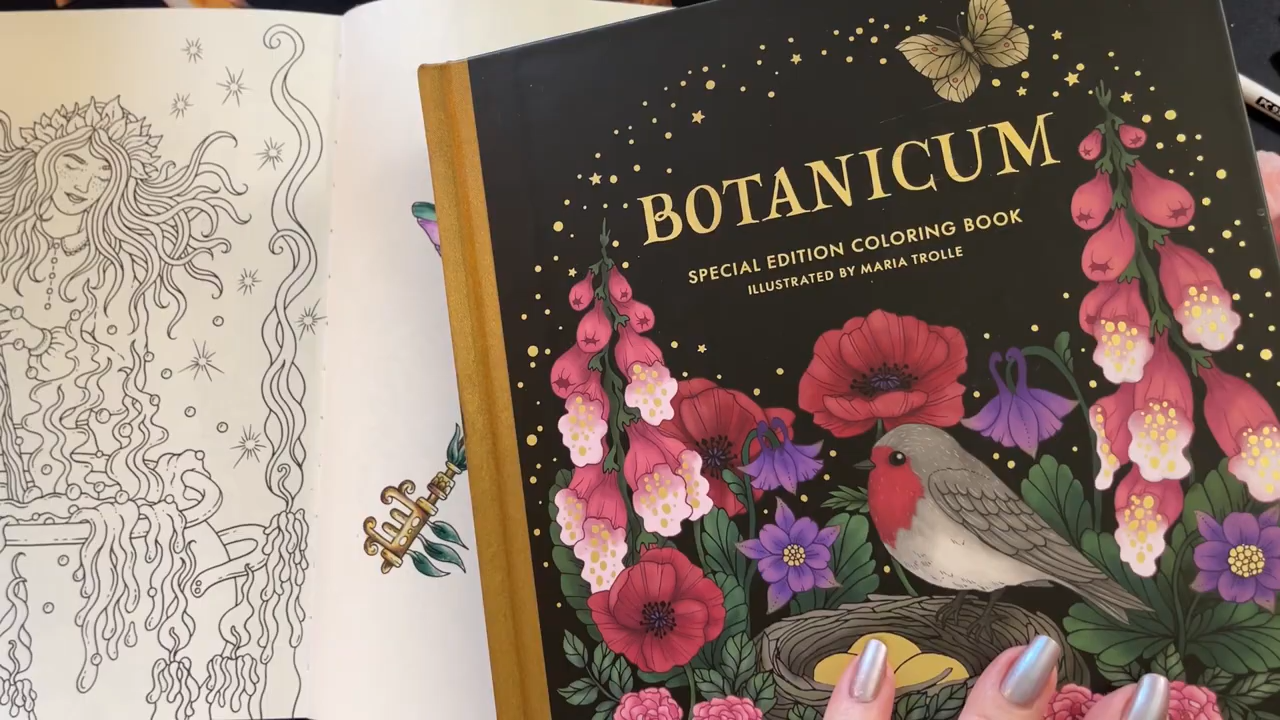 BOTANICUM
SPECIAL EDITION COLORING BOOK
ILLUSTRATED BY MARIA TROLLE